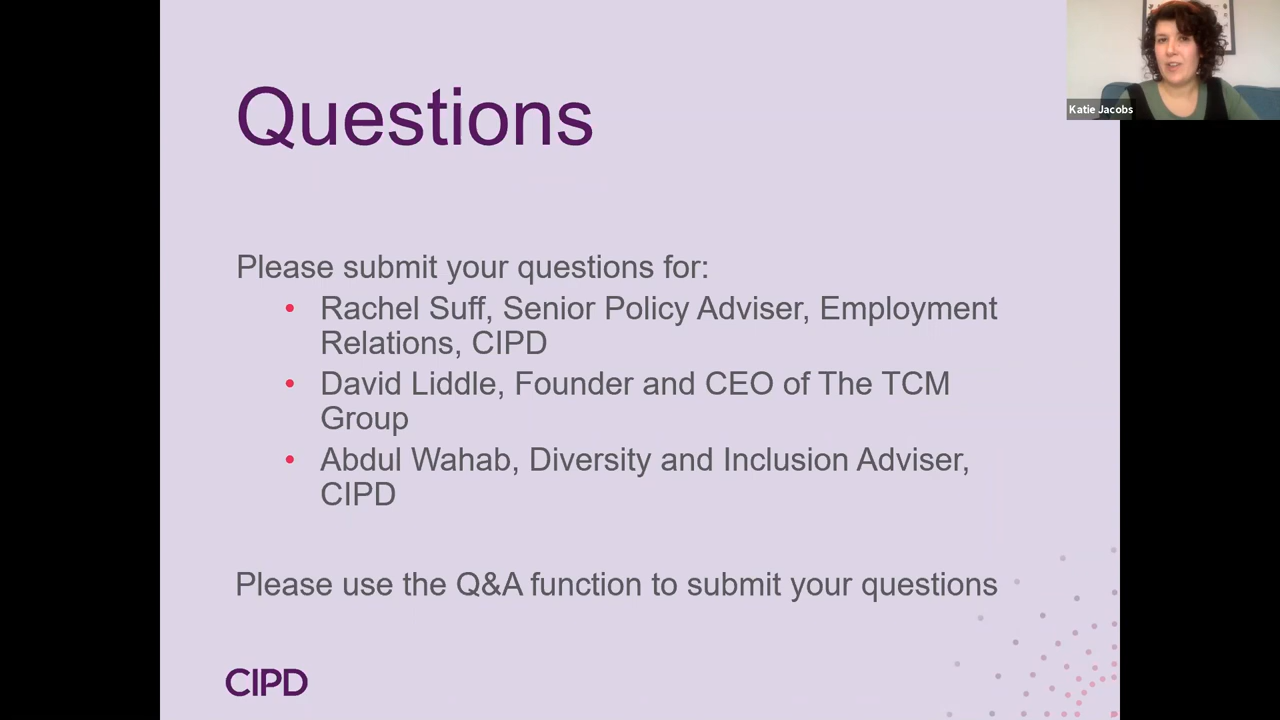 Questions
Katie Jacobs
Please submit your questions for:
• Rachel Suff, Senior Policy Adviser, Employment
Relations, CIPD
• David Liddle, Founder and CEO of The TCM
Group
• Abdul Wahab, Diversity and Inclusion Adviser,
CIPD
Please use the Q&A function to submit your questions
CIPD